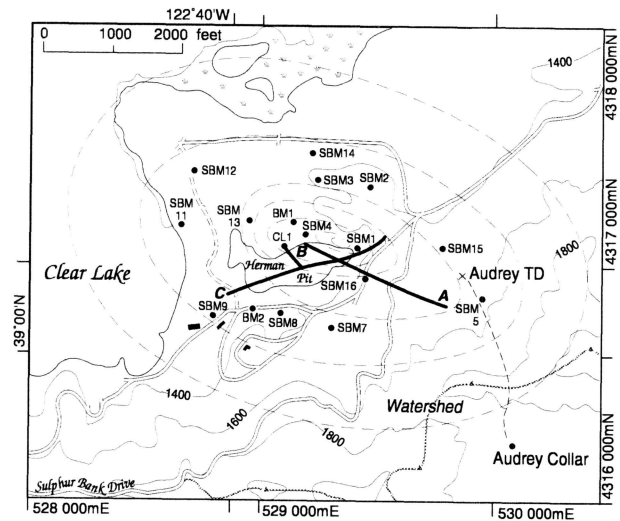 122°40'W
0 1000 2000 feet
1400
4318 000mN
SBM14
SBM12
SBM3
SBM2
SBM
11
SBM
13
BM1
SBM4
4317 000mN
CL1
B
SBM1
SBM15
1800
Clear Lake
Herman
Pit
Audrey TD
SBM16
C
A
SBM
5
SBM9
BM2
SBM8
SBM7
39°00'N
1400
1600
1800
Watershed
Audrey Collar
4316 000mN
Sulphur Bank Drive
528 000mE
529 000mE
530 000mE